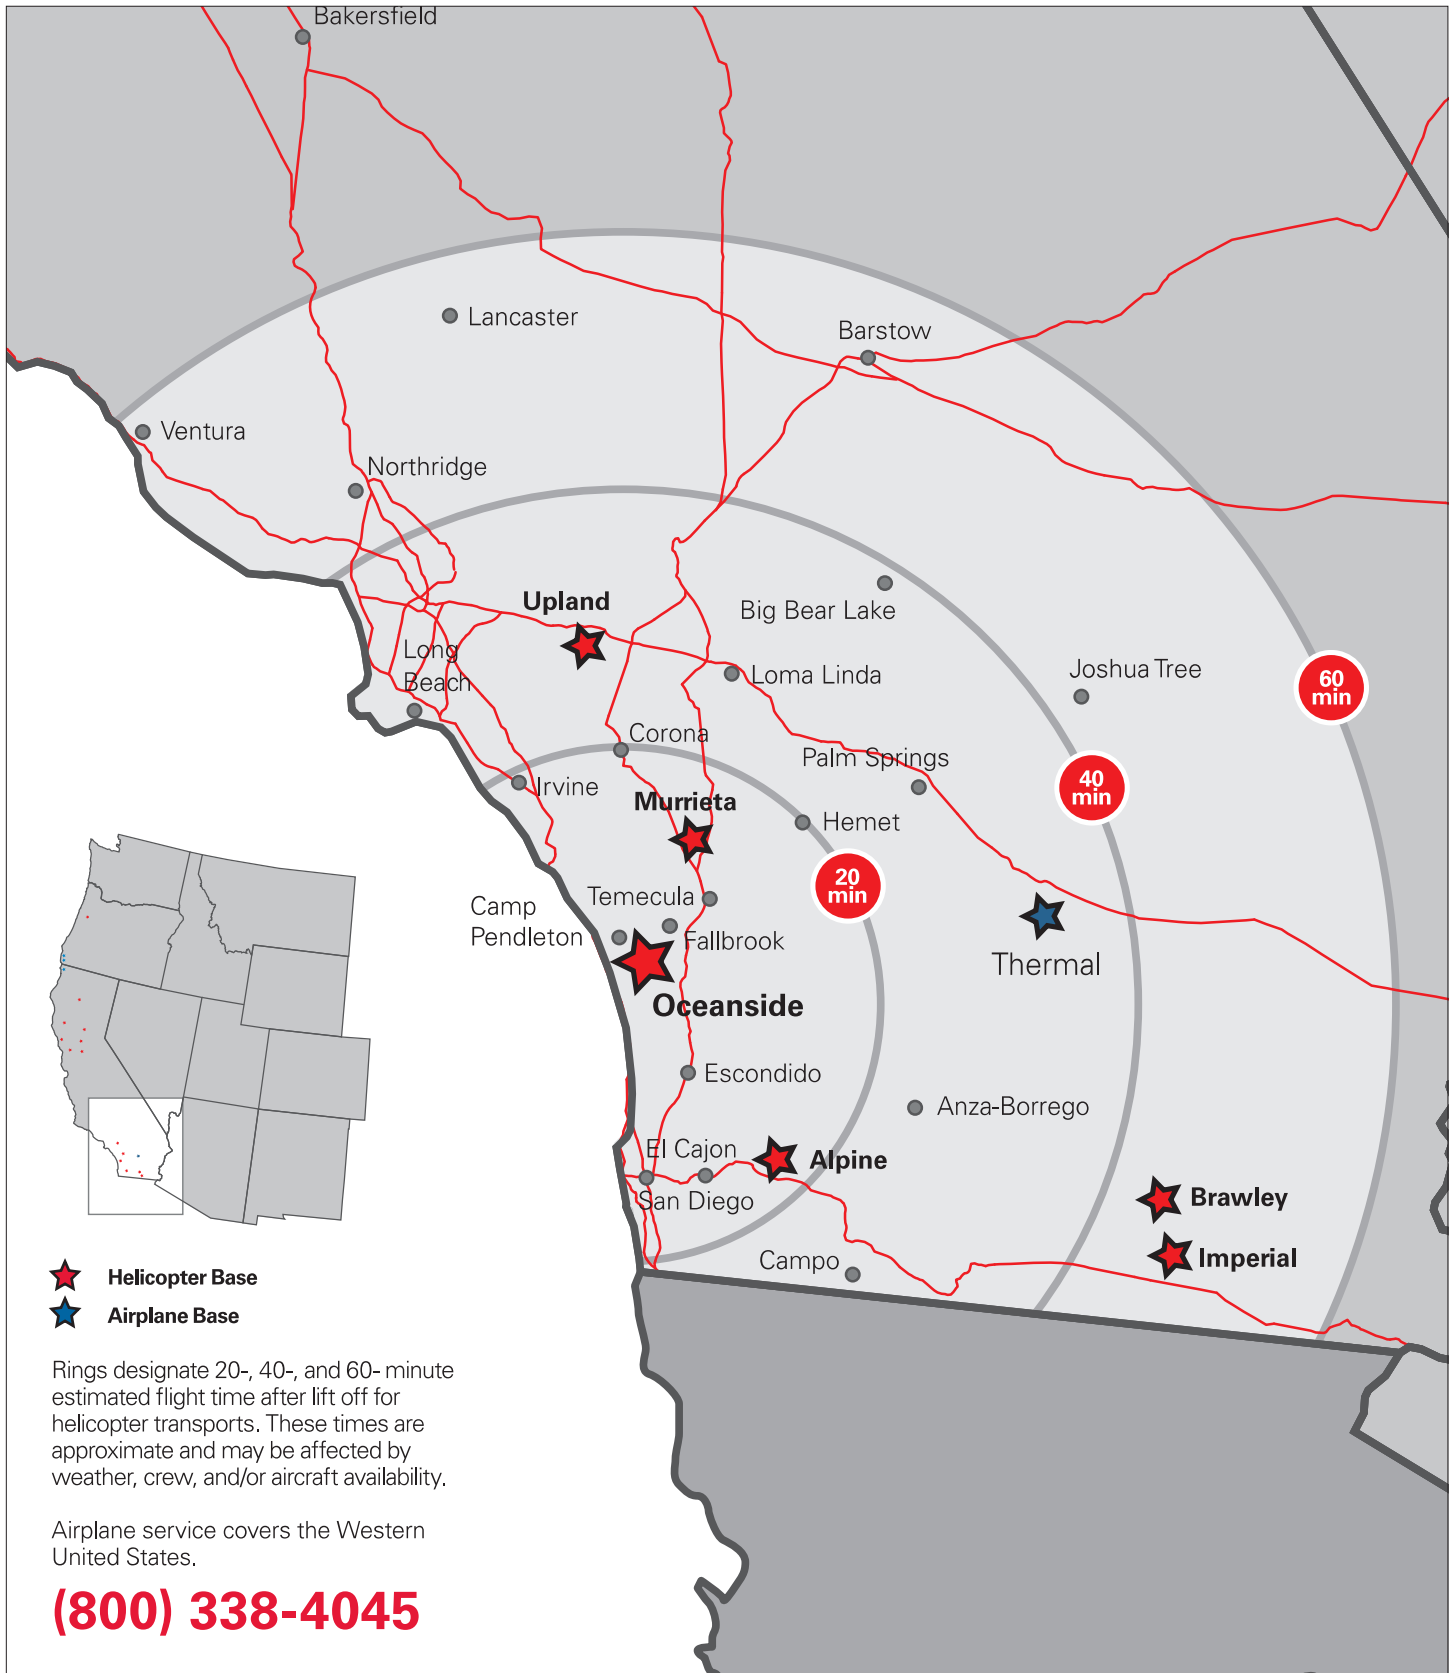 Bakersfield
Lancaster
Barstow
Ventura
Northridge
Upland
Big Bear Lake
Long
Beach
Loma Linda
Joshua Tree
60
min
Corona
Palm Springs
40
min
Irvine
Murrieta
Hemet
20
min
Temecula
Camp
Pendleton
Fallbrook
Thermal
Oceanside
Escondido
Anza-Borrego
El Cajon
Alpine
San Diego
Brawley
Campo
Imperial
Helicopter Base
Airplane Base
Rings designate 20-, 40-, and 60- minute
estimated flight time after lift off for
helicopter transports. These times are
approximate and may be affected by
weather, crew, and/or aircraft availability.
Airplane service covers the Western
United States.
(800) 338-4045